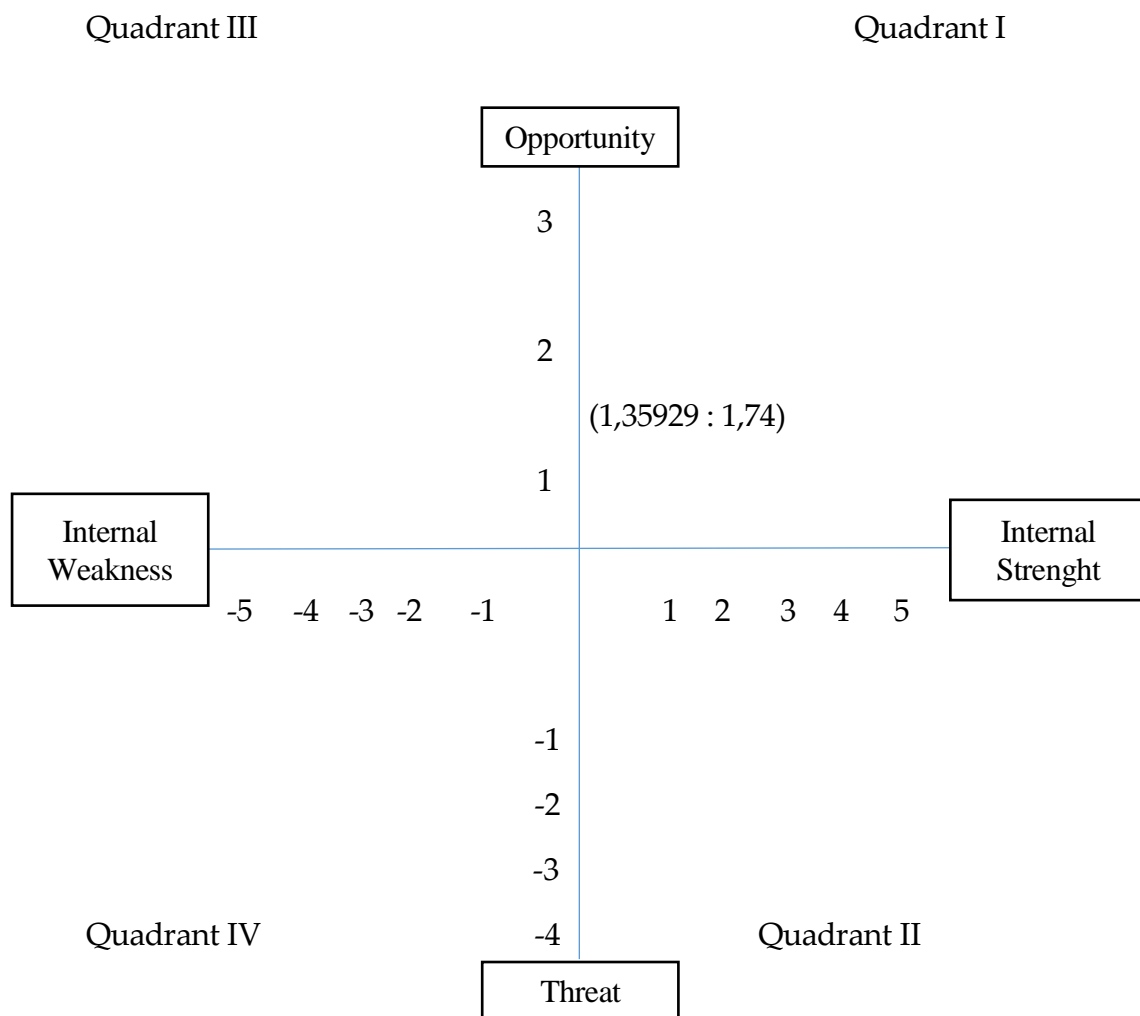 Quadrant III
Quadrant I
Opportunity
3
2
(1,35929 : 1,74)
1
Internal
Weakness
Internal
Strenght
-5 -4 -3 -2 -1 1 2 3 4 5
-1
-2
-3
Quadrant IV
-4
Quadrant II
Threat